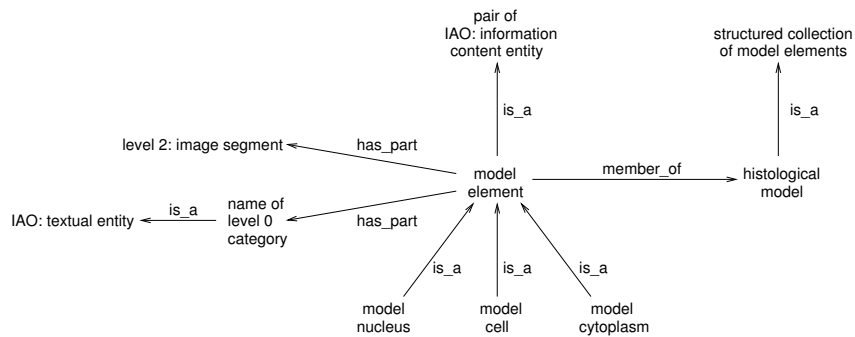 pair of
IAO: information
content entity
structured collection
of model elements
is_a
is_a
level 2: image segment
has_part
model
element
member_of
histological
model
IAO: textual entity
is_a
name of
level 0
category
has_part
is_a
is_a
is_a
model
nucleus
model
cell
model
cytoplasm